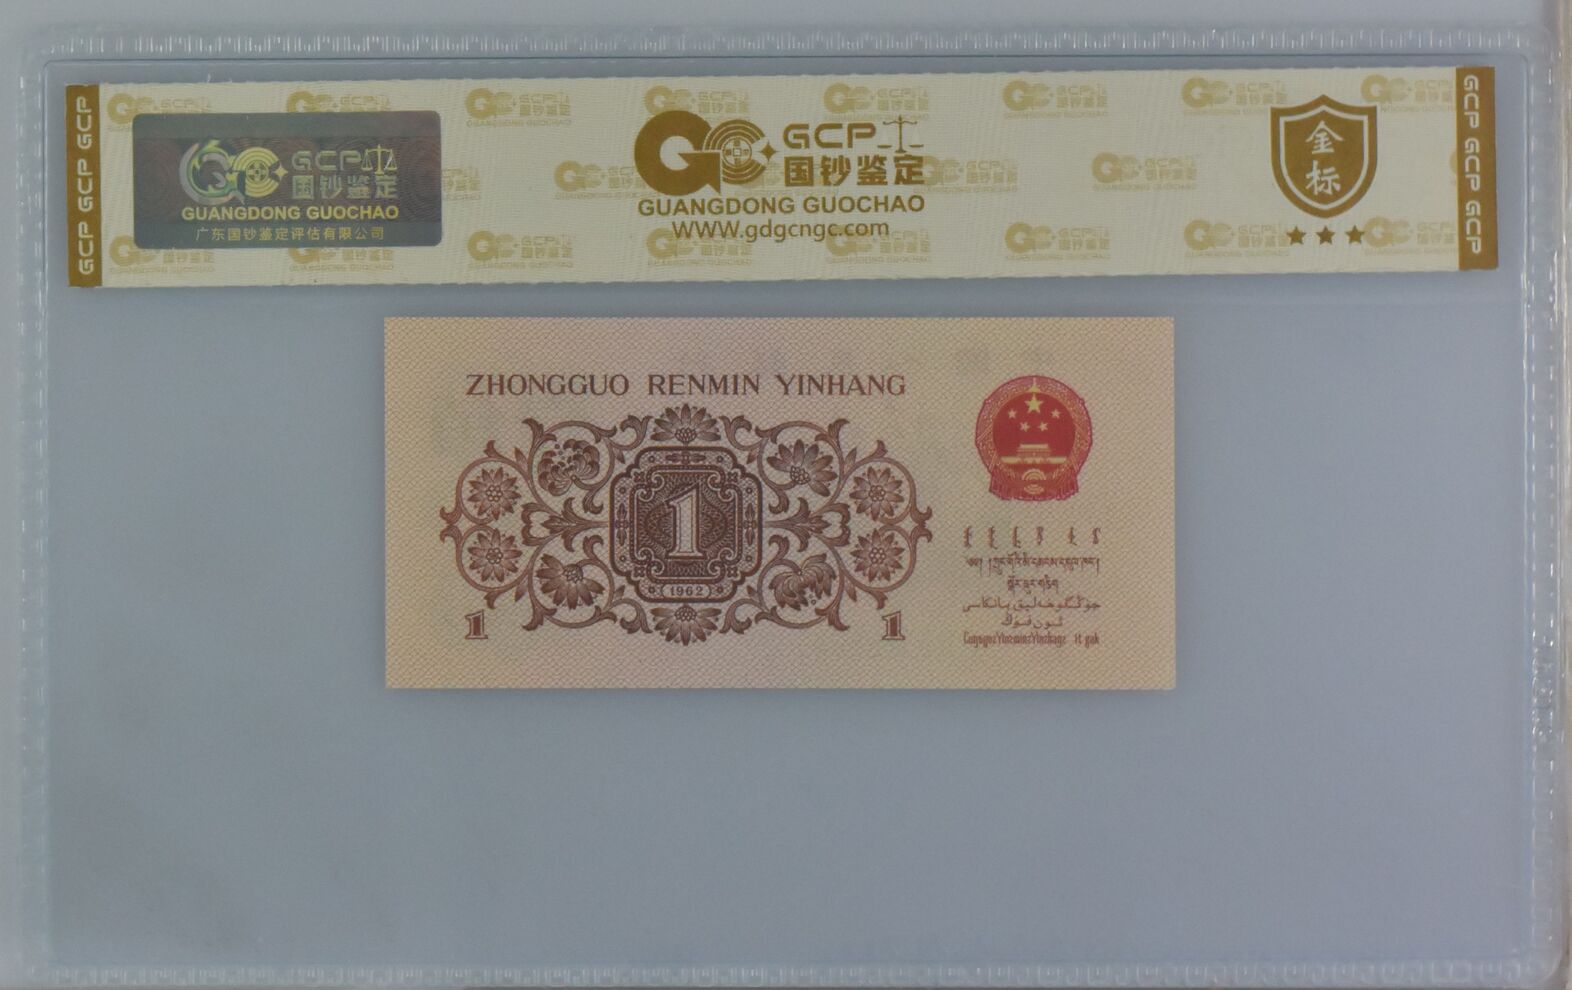 GCP GCP GCP
GCP
国钞鉴定
GUANGDONG GUOCHAO
广东国钞鉴定评估有限公司
GCP
国钞鉴定
GUANGDONG GUOCHAO
WWW.gdgcngc.com
金标
GCP GCP GCP
ZHONGGUO RENMIN YINHANG
1
1962
1
1
جۇڭگوخەلىق بانكاسى